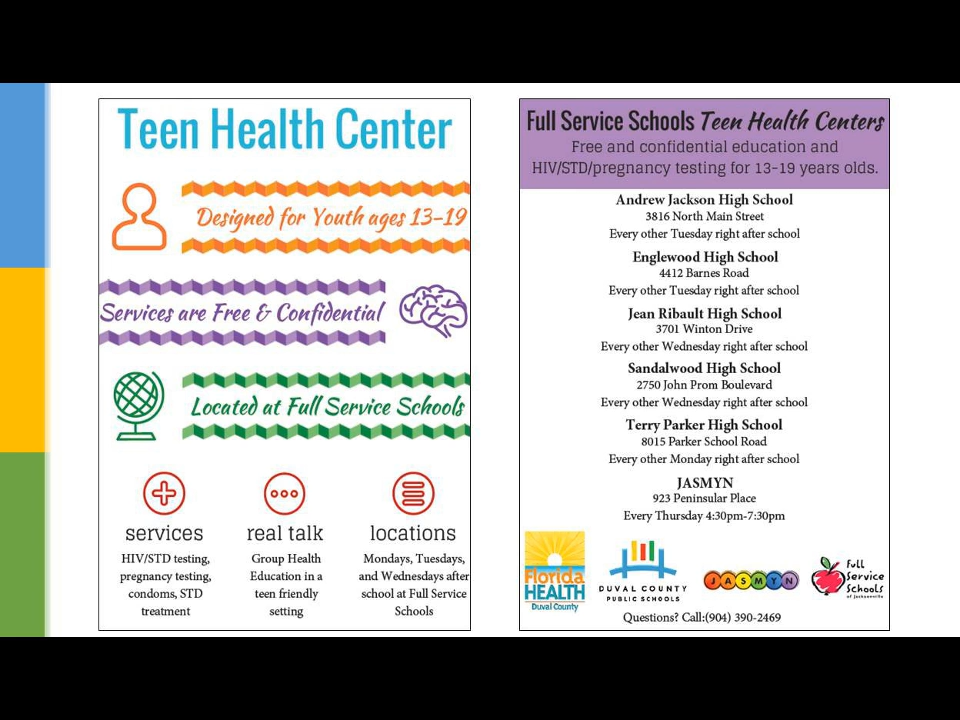 Teen Health Center
Designed for Youth ages 13-19
Services are Free & Confidential
Located at Full Service Schools
services
HIV/STD testing,
pregnancy testing,
condoms, STD
treatment
real talk
Group Health
Education in a
teen friendly
setting
locations
Mondays, Tuesdays,
and Wednesdays after
school at Full Service
Schools
Full Service Schools Teen Health Centers
Free and confidential education and
HIV/STD/pregnancy testing for 13-19 years olds.
Andrew Jackson High School
3816 North Main Street
Every other Tuesday right after school
Englewood High School
4412 Barnes Road
Every other Tuesday right after school
Jean Ribault High School
3701 Winton Drive
Every other Wednesday right after school
Sandalwood High School
2750 John Prom Boulevard
Every other Wednesday right after school
Terry Parker High School
8015 Parker School Road
Every other Monday right after school
JASMYN
923 Peninsular Place
Every Thursday 4:30pm-7:30pm
Florida
HEALTH
Duval County
DUVAL COUNTY
PUBLIC SCHOOLS
JASMYN
Full
Service
Schools
of Jacksonville
Questions? Call:(904) 390-2469